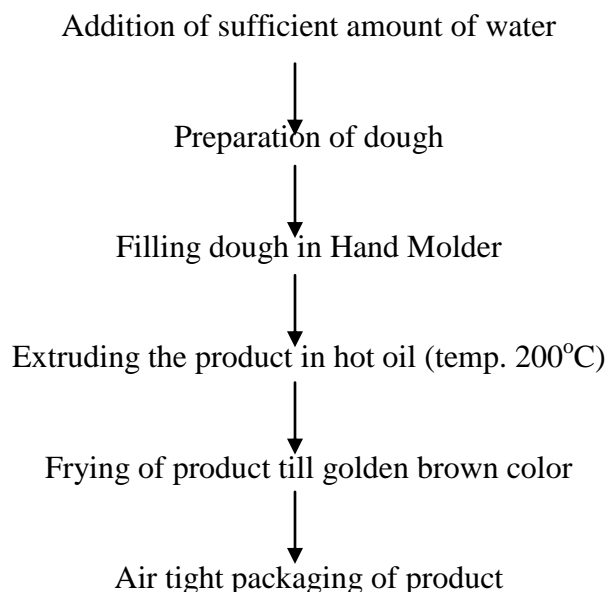 Addition of sufficient amount of water
Preparation of dough
Filling dough in Hand Molder
Extruding the product in hot oil (temp. 200°C)
Frying of product till golden brown color
Air tight packaging of product